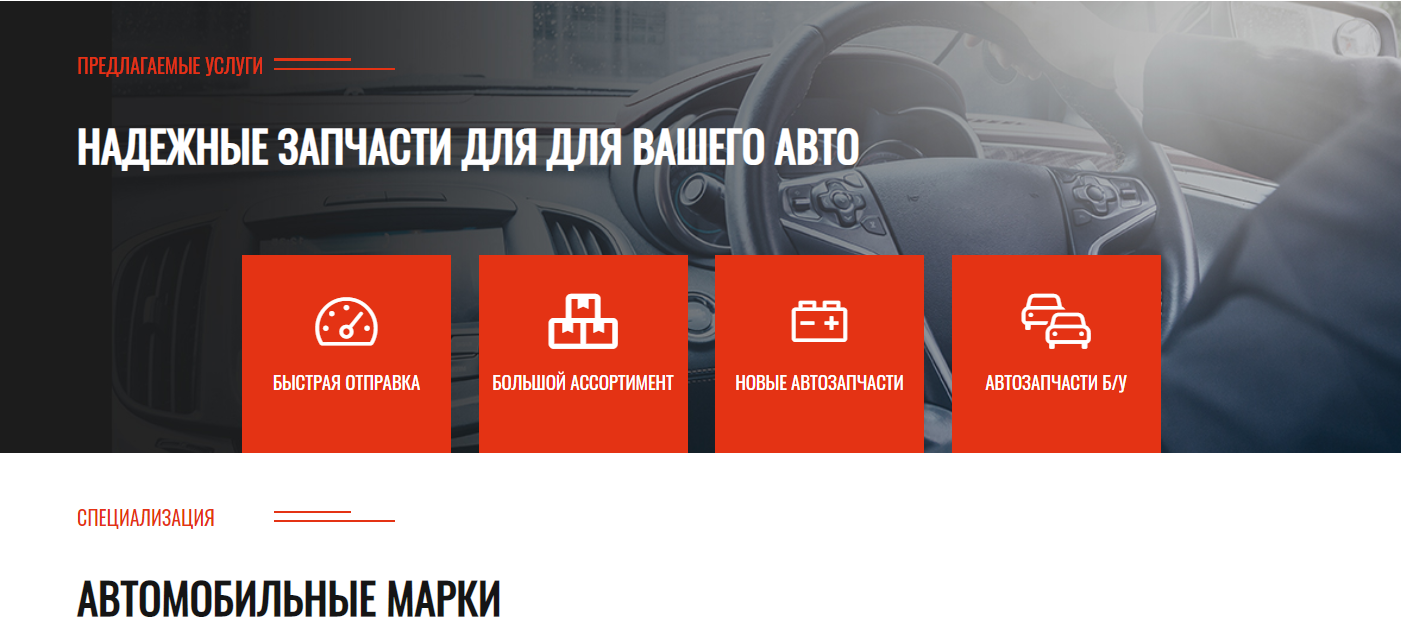 ПРЕДЛАГАЕМЫЕ УСЛУГИ
НАДЕЖНЫЕ ЗАПЧАСТИ ДЛЯ ДЛЯ ВАШЕГО АВТО
БЫСТРАЯ ОТПРАВКА
БОЛЬШОЙ АССОРТИМЕНТ
НОВЫЕ АВТОЗАПЧАСТИ
АВТОЗАПЧАСТИ Б/У
СПЕЦИАЛИЗАЦИЯ
АВТОМОБИЛЬНЫЕ МАРКИ